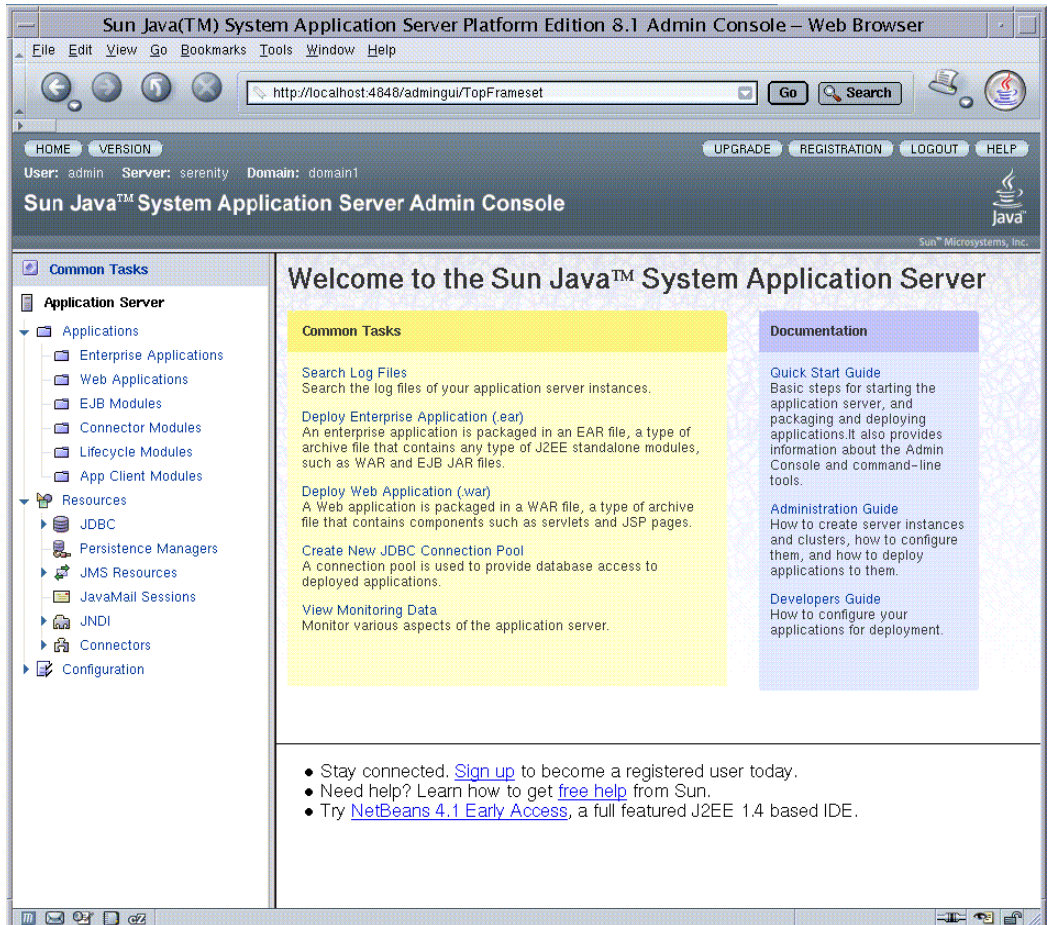 Sun Java(TM) System Application Server Platform Edition 8.1 Admin Console – Web Browser
File Edit View Go Bookmarks Tools Window Help
http://localhost:4848/admingui/TopFrameset
Go
Search
HOME VERSION
UPGRADE REGISTRATION LOGOUT HELP
User: admin Server: serenity Domain: domain1
Sun Java™ System Application Server Admin Console
Java™
Sun™ Microsystems, Inc.
Common Tasks
Application Server
Applications
Enterprise Applications
Web Applications
EJB Modules
Connector Modules
Lifecycle Modules
App Client Modules
Resources
JDBC
Persistence Managers
JMS Resources
JavaMail Sessions
JNDI
Connectors
Configuration
Welcome to the Sun Java™ System Application Server
Common Tasks
Search Log Files
Search the log files of your application server instances.
Deploy Enterprise Application (.ear)
An enterprise application is packaged in an EAR file, a type of
archive file that contains any type of J2EE standalone modules,
such as WAR and EJB JAR files.
Deploy Web Application (.war)
A Web application is packaged in a WAR file, a type of archive
file that contains components such as servlets and JSP pages.
Create New JDBC Connection Pool
A connection pool is used to provide database access to
deployed applications.
View Monitoring Data
Monitor various aspects of the application server.
Documentation
Quick Start Guide
Basic steps for starting the
application server, and
packaging and deploying
applications.It also provides
information about the Admin
Console and command–line
tools.
Administration Guide
How to create server instances
and clusters, how to configure
them, and how to deploy
applications to them.
Developers Guide
How to configure your
applications for deployment.
• Stay connected. Sign up to become a registered user today.
• Need help? Learn how to get free help from Sun.
• Try NetBeans 4.1 Early Access, a full featured J2EE 1.4 based IDE.